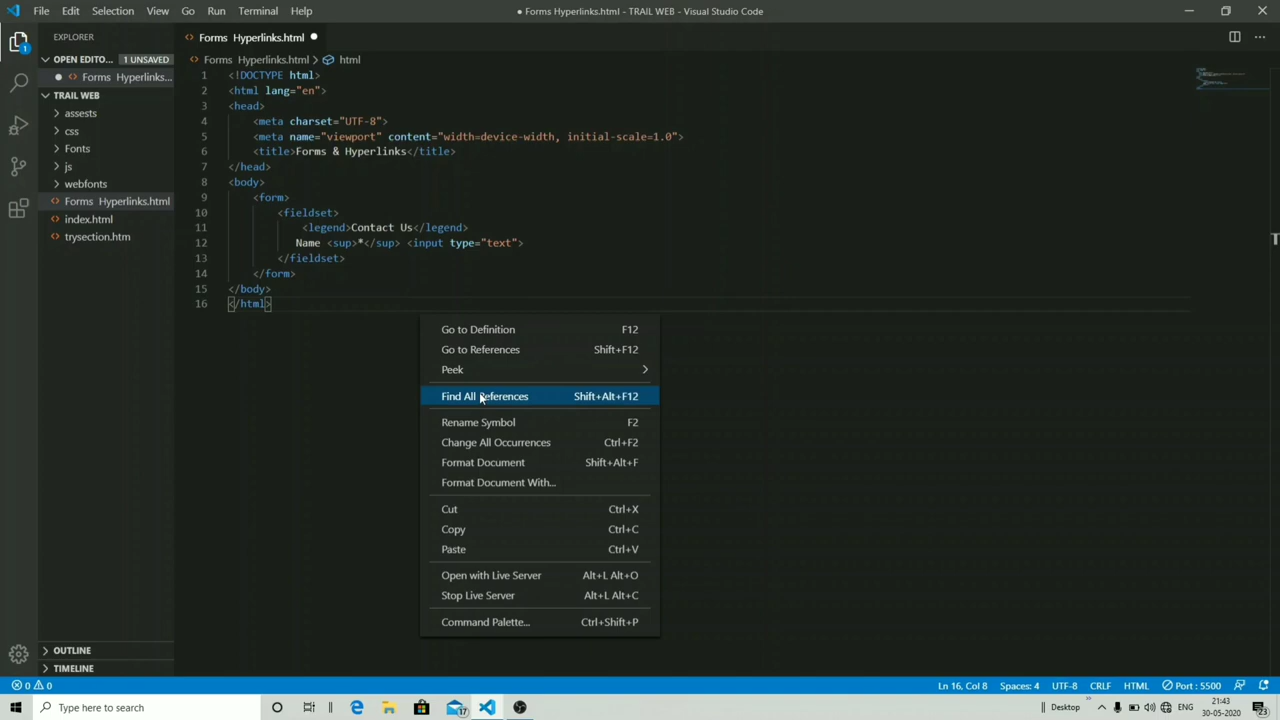 File Edit Selection View Go Run Terminal Help
● Forms Hyperlinks.html - TRAIL WEB - Visual Studio Code
EXPLORER
OPEN EDITO... 1 UNSAVED
Forms Hyperlinks...
TRAIL WEB
assests
css
Fonts
js
webfonts
Forms Hyperlinks.html
index.html
trysection.htm
OUTLINE
TIMELINE
1
Forms Hyperlinks.html ●
Forms Hyperlinks.html > html
1 <!DOCTYPE html>
2 <html lang="en">
3 <head>
4 <meta charset="UTF-8">
5 <meta name="viewport" content="width=device-width, initial-scale=1.0">
6 <title>Forms & Hyperlinks</title>
7 </head>
8 <body>
9 <form>
10 <fieldset>
11 <legend>Contact Us</legend>
12 Name <sup>*</sup> <input type="text">
13 </fieldset>
14 </form>
15 </body>
16 </html>
Go to Definition F12
Go to References Shift+F12
Peek
Find All References Shift+Alt+F12
Rename Symbol F2
Change All Occurrences Ctrl+F2
Format Document Shift+Alt+F
Format Document With...
Cut Ctrl+X
Copy Ctrl+C
Paste Ctrl+V
Open with Live Server Alt+L Alt+O
Stop Live Server Alt+L Alt+C
Command Palette... Ctrl+Shift+P
T
0 0 Ln 16, Col 8 Spaces: 4 UTF-8 CRLF HTML Port : 5500
Type here to search
17
Desktop
ENG
21:43
30-05-2020
23